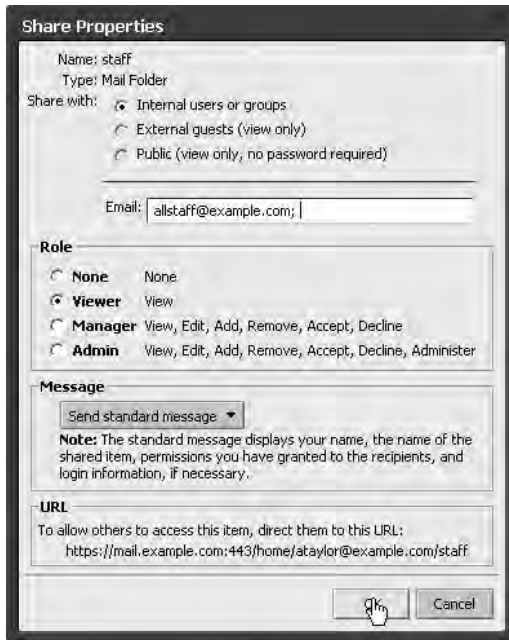 Share Properties
Name: staff
Type: Mail Folder
Share with: Internal users or groups
External guests (view only)
Public (view only, no password required)
Email: allstaff@example.com;
Role
None None
Viewer View
Manager View, Edit, Add, Remove, Accept, Decline
Admin View, Edit, Add, Remove, Accept, Decline, Administer
Message
Send standard message
Note: The standard message displays your name, the name of the
shared item, permissions you have granted to the recipients, and
login information, if necessary.
URL
To allow others to access this item, direct them to this URL:
https://mail.example.com:443/home/ataylor@example.com/staff
OK Cancel